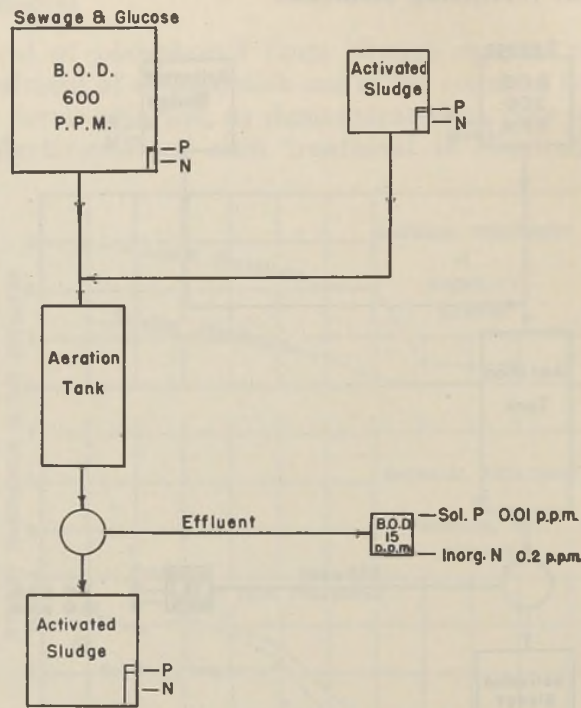 Sewage & Glucose
B.O.D.
600
P.P.M.
P
N
Activated
Sludge
P
N
Aeration
Tank
Effluent
B.O.D.
15
p.p.m.
Sol. P 0.01 p.p.m.
Inorg. N 0.2 p.p.m.
Activated
Sludge
P
N